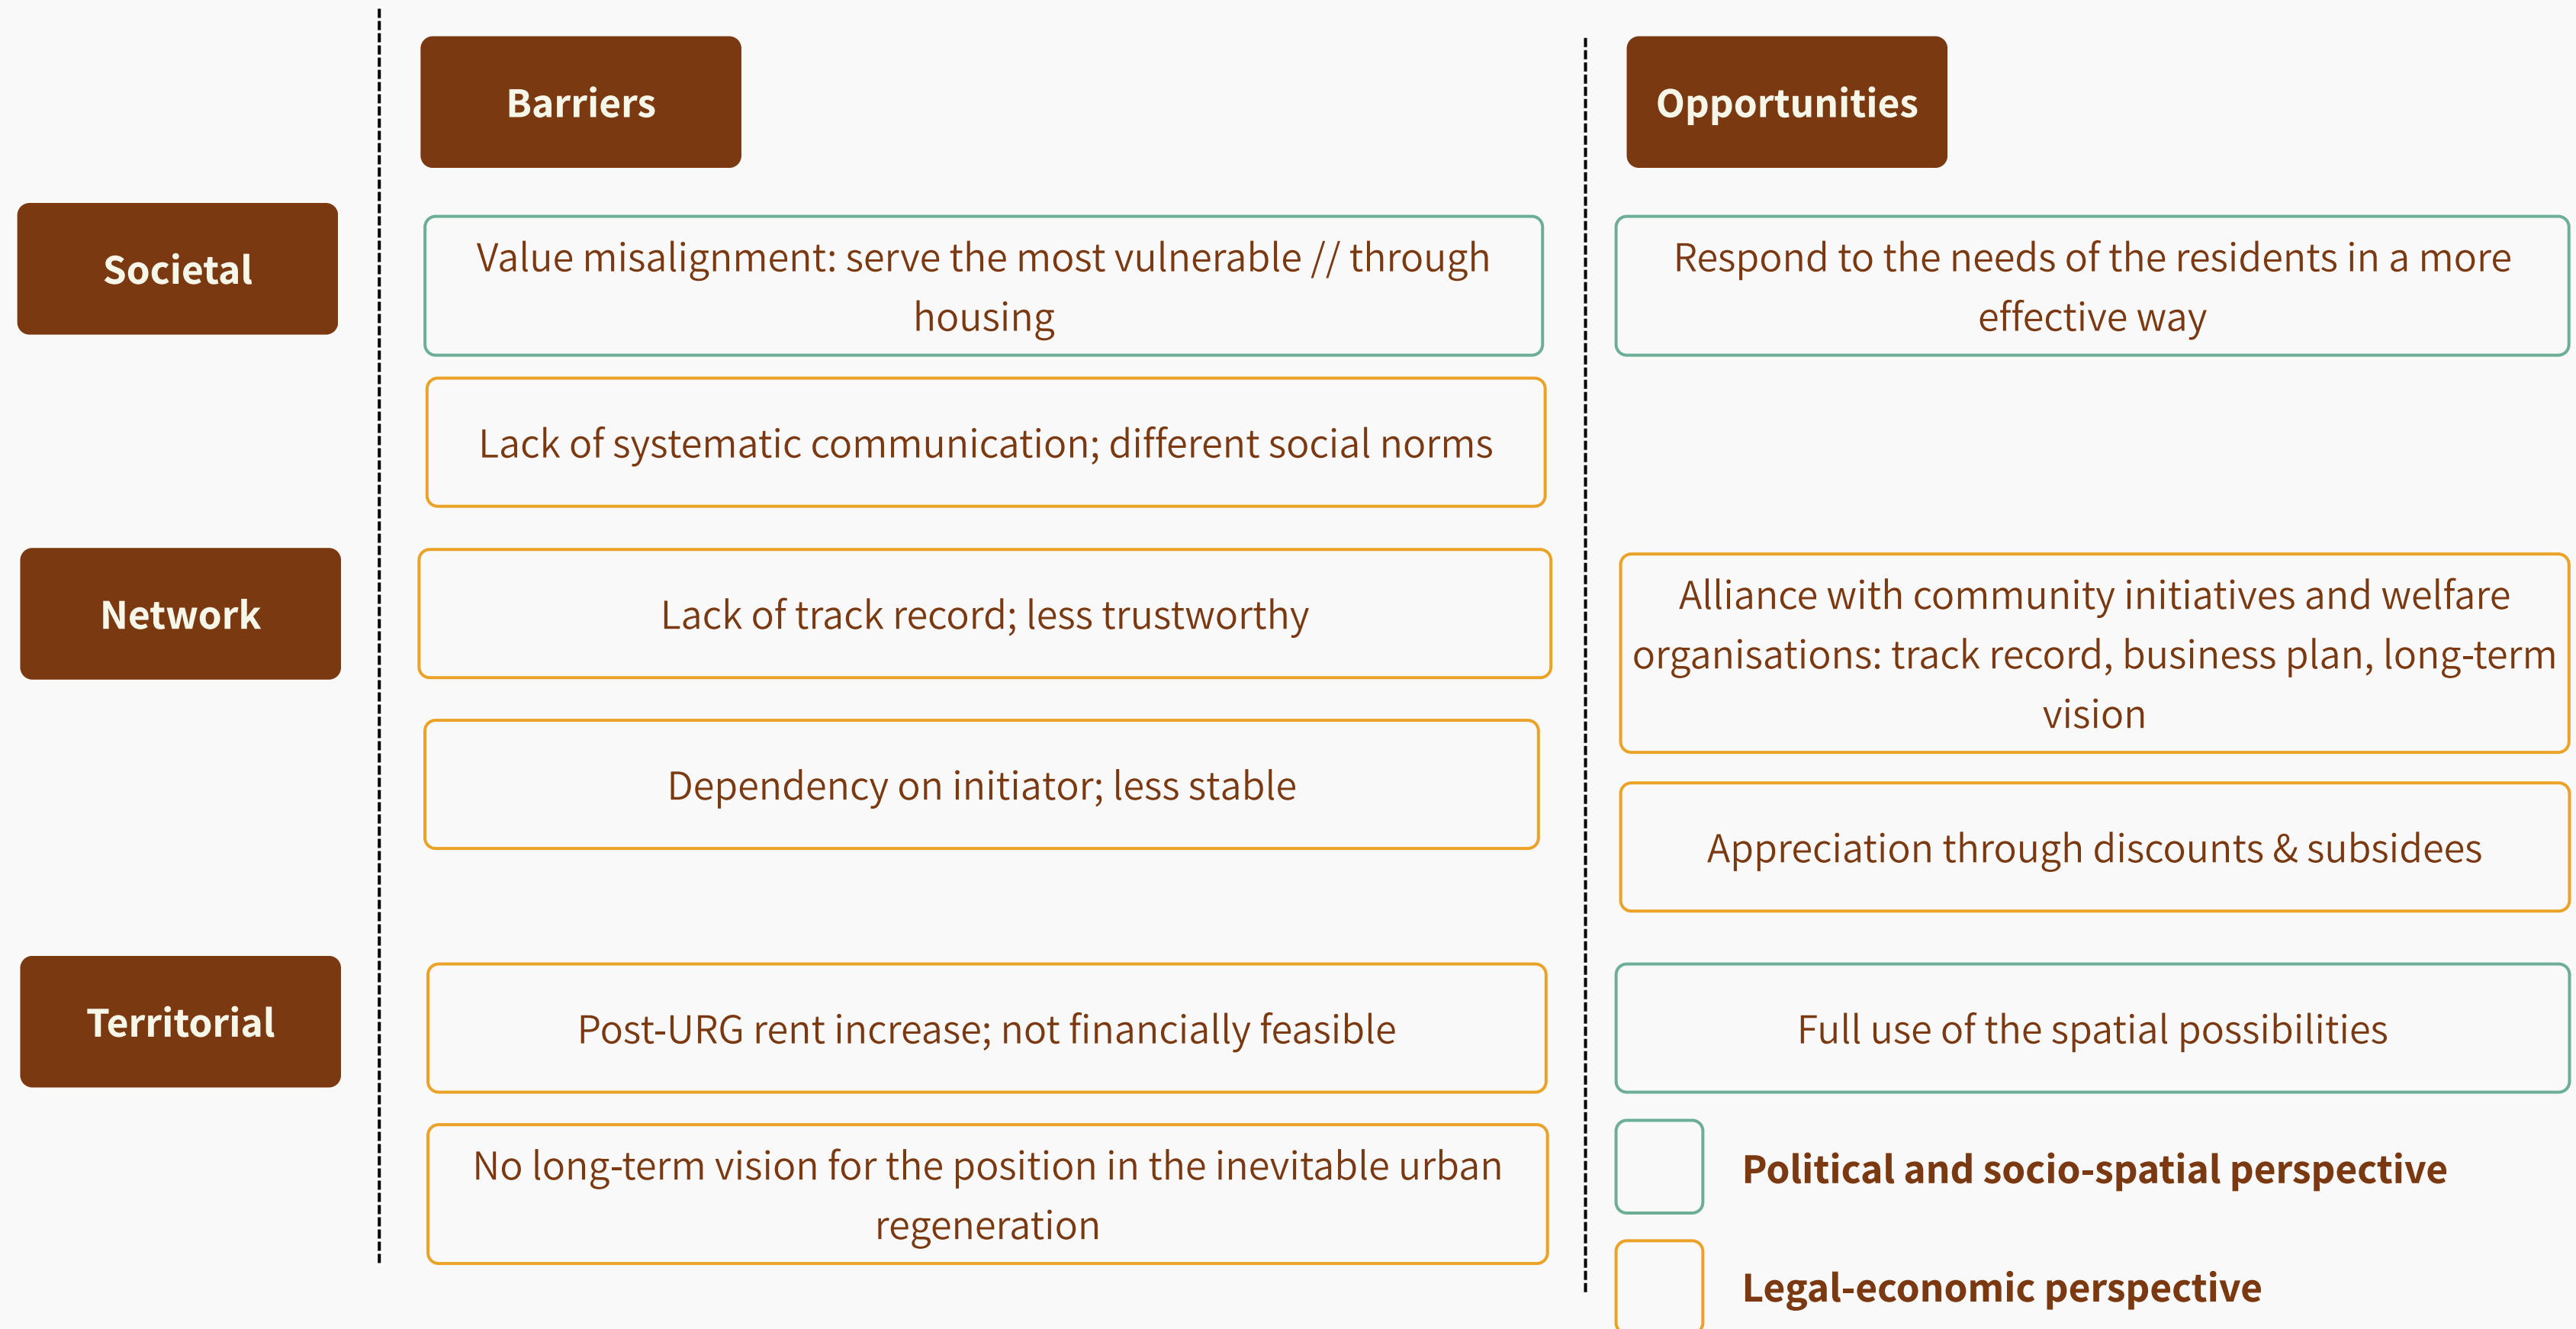 Barriers
Opportunities
Societal
Value misalignment: serve the most vulnerable // through
housing
Respond to the needs of the residents in a more
effective way
Lack of systematic communication; different social norms
Network
Lack of track record; less trustworthy
Alliance with community initiatives and welfare
organisations: track record, business plan, long-term
vision
Dependency on initiator; less stable
Appreciation through discounts & subsidees
Territorial
Post-URG rent increase; not financially feasible
Full use of the spatial possibilities
No long-term vision for the position in the inevitable urban
regeneration
Political and socio-spatial perspective
Legal-economic perspective